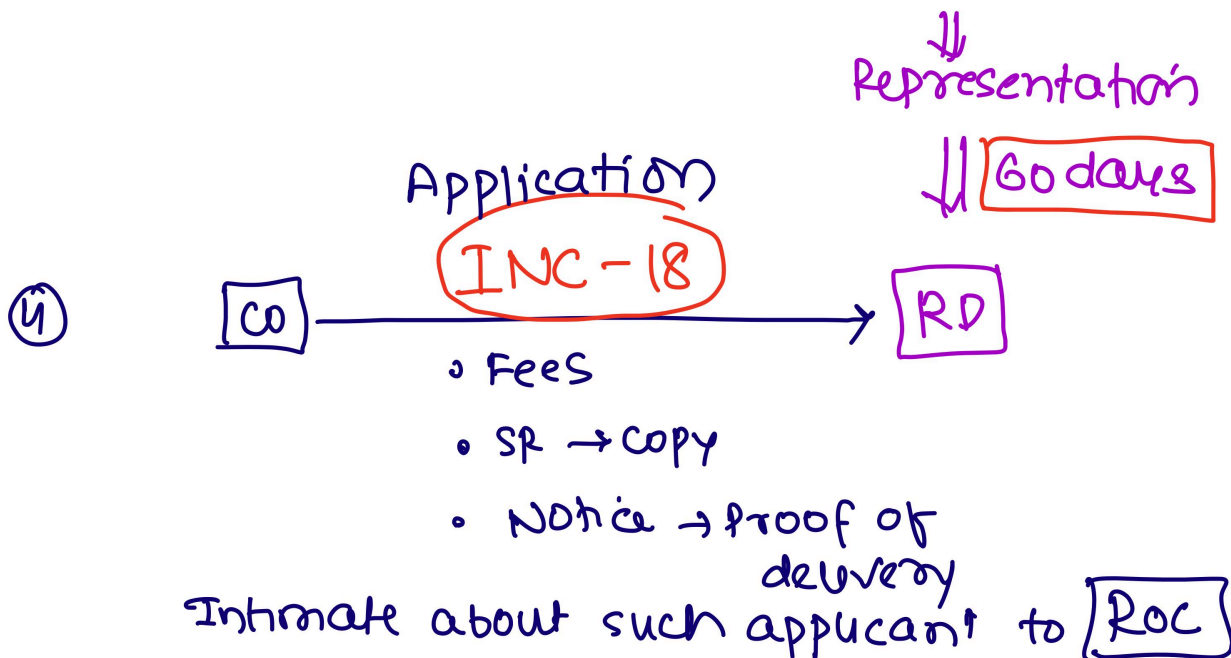 ⇓
Representation
⇓ 60 days
Application
INC-18
4 CO → RD
• Fees
• SR → copy
• Notice → Proof of
delivery
Intimate about such applicant to ROC